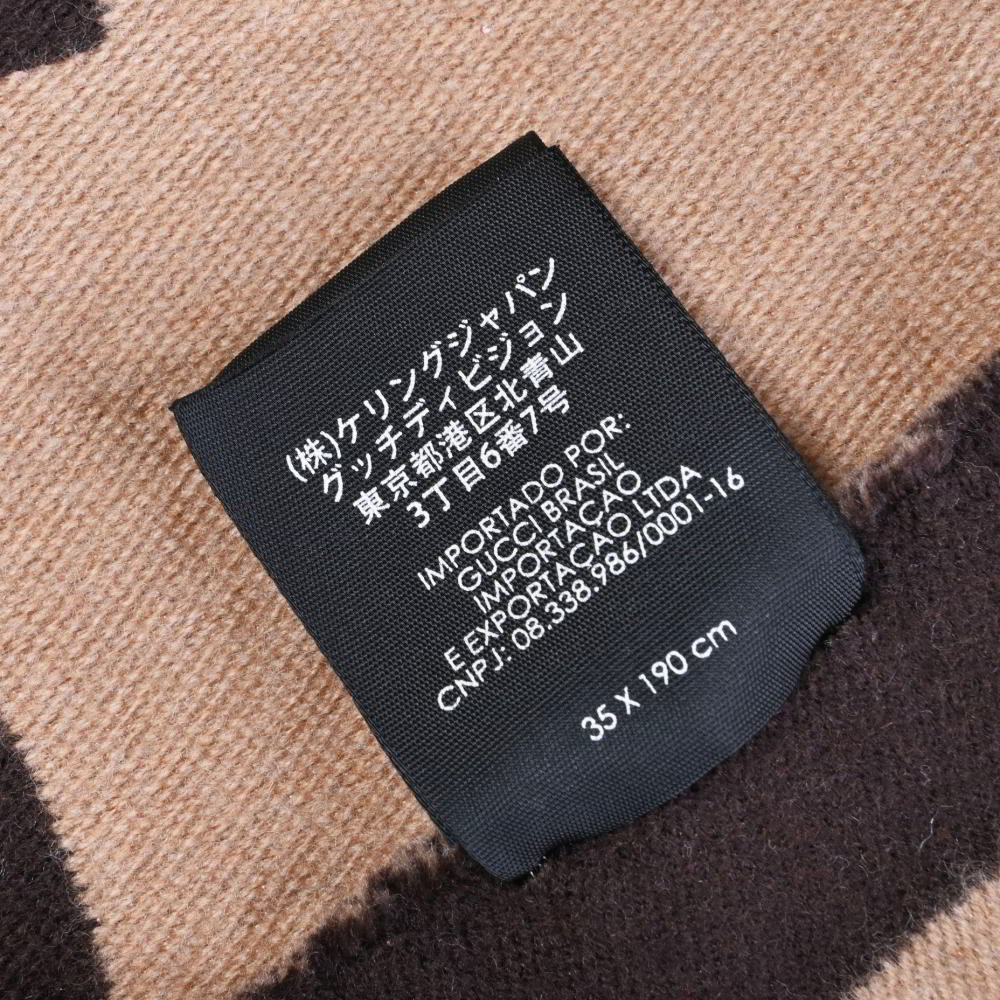 (株)ケリングジャパン
グッチディビジョン
東京都港区北青山
3丁目6番7号
IMPORTADO POR:
GUCCI BRASIL
IMPORTAÇAO
E EXPORTAÇAO LTDA
CNPJ: 08.338.986/0001-16
35 X 190 cm